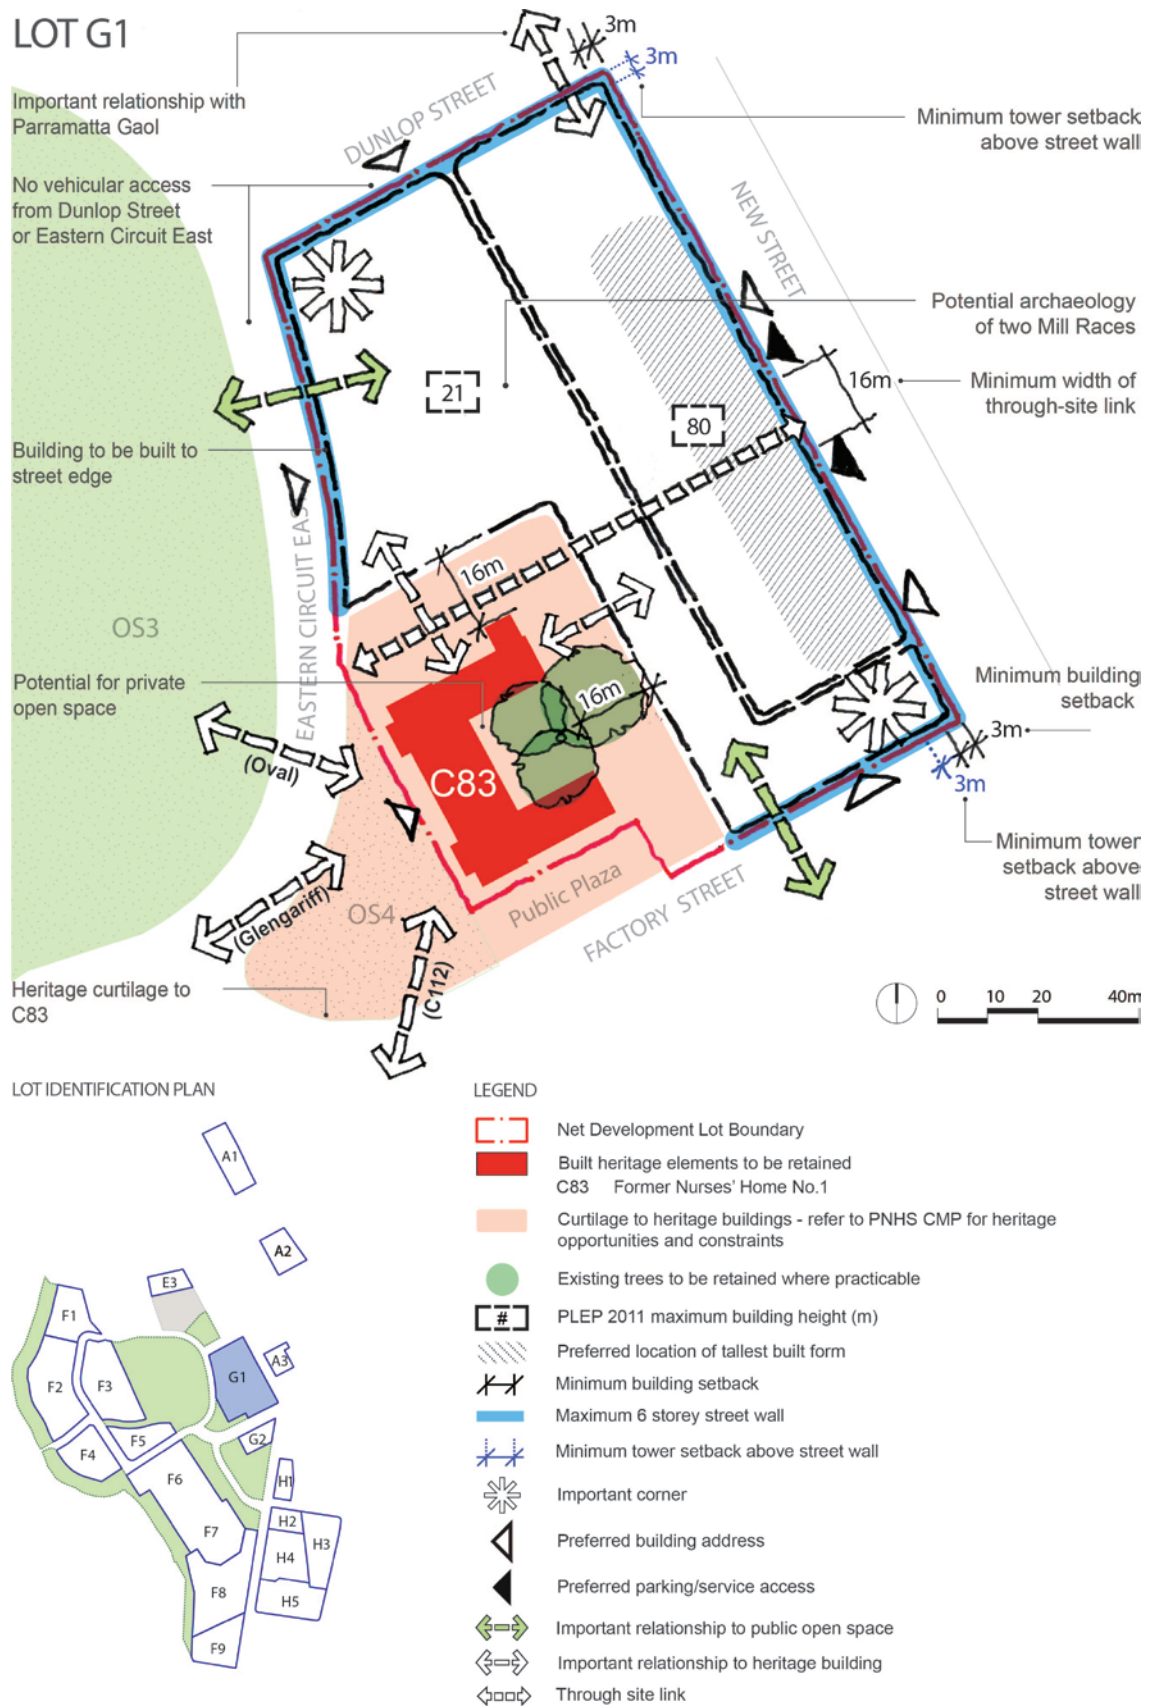 LOT G1
3m
3m
Important relationship with
Parramatta Gaol
DUNLOP STREET
Minimum tower setback
above street wall
No vehicular access
from Dunlop Street
or Eastern Circuit East
NEW STREET
Potential archaeology
of two Mill Races
21
16m
Minimum width of
through-site link
80
Building to be built to
street edge
EASTERN CIRCUIT EAST
16m
OS3
Potential for private
open space
16m
Minimum building
setback
3m
(Oval)
C83
3m
Minimum tower
setback above
street wall
Public Plaza
FACTORY STREET
OS4
(Glengariff)
(C112)
Heritage curtilage to
C83
0 10 20 40m
LOT IDENTIFICATION PLAN
A1
A2
E3
F1
A3
G1
F2
F3
F5
G2
F4
F6
H1
H2
F7
H3
H4
F8
H5
F9
LEGEND
Net Development Lot Boundary
Built heritage elements to be retained
C83 Former Nurses' Home No.1
Curtilage to heritage buildings - refer to PNHS CMP for heritage
opportunities and constraints
Existing trees to be retained where practicable
# PLEP 2011 maximum building height (m)
Preferred location of tallest built form
Minimum building setback
Maximum 6 storey street wall
Minimum tower setback above street wall
Important corner
Preferred building address
Preferred parking/service access
Important relationship to public open space
Important relationship to heritage building
Through site link